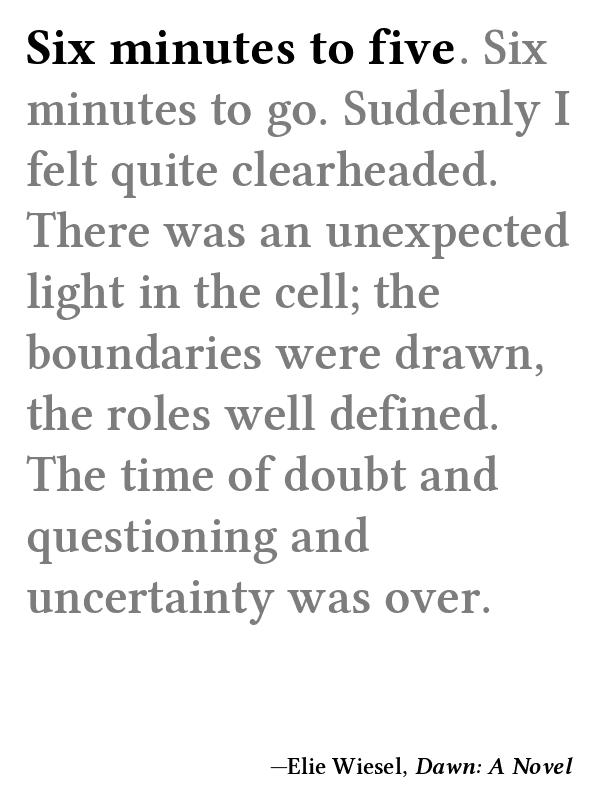 Six minutes to five. Six
minutes to go. Suddenly I
felt quite clearheaded.
There was an unexpected
light in the cell; the
boundaries were drawn,
the roles well defined.
The time of doubt and
questioning and
uncertainty was over.
—Elie Wiesel, Dawn: A Novel